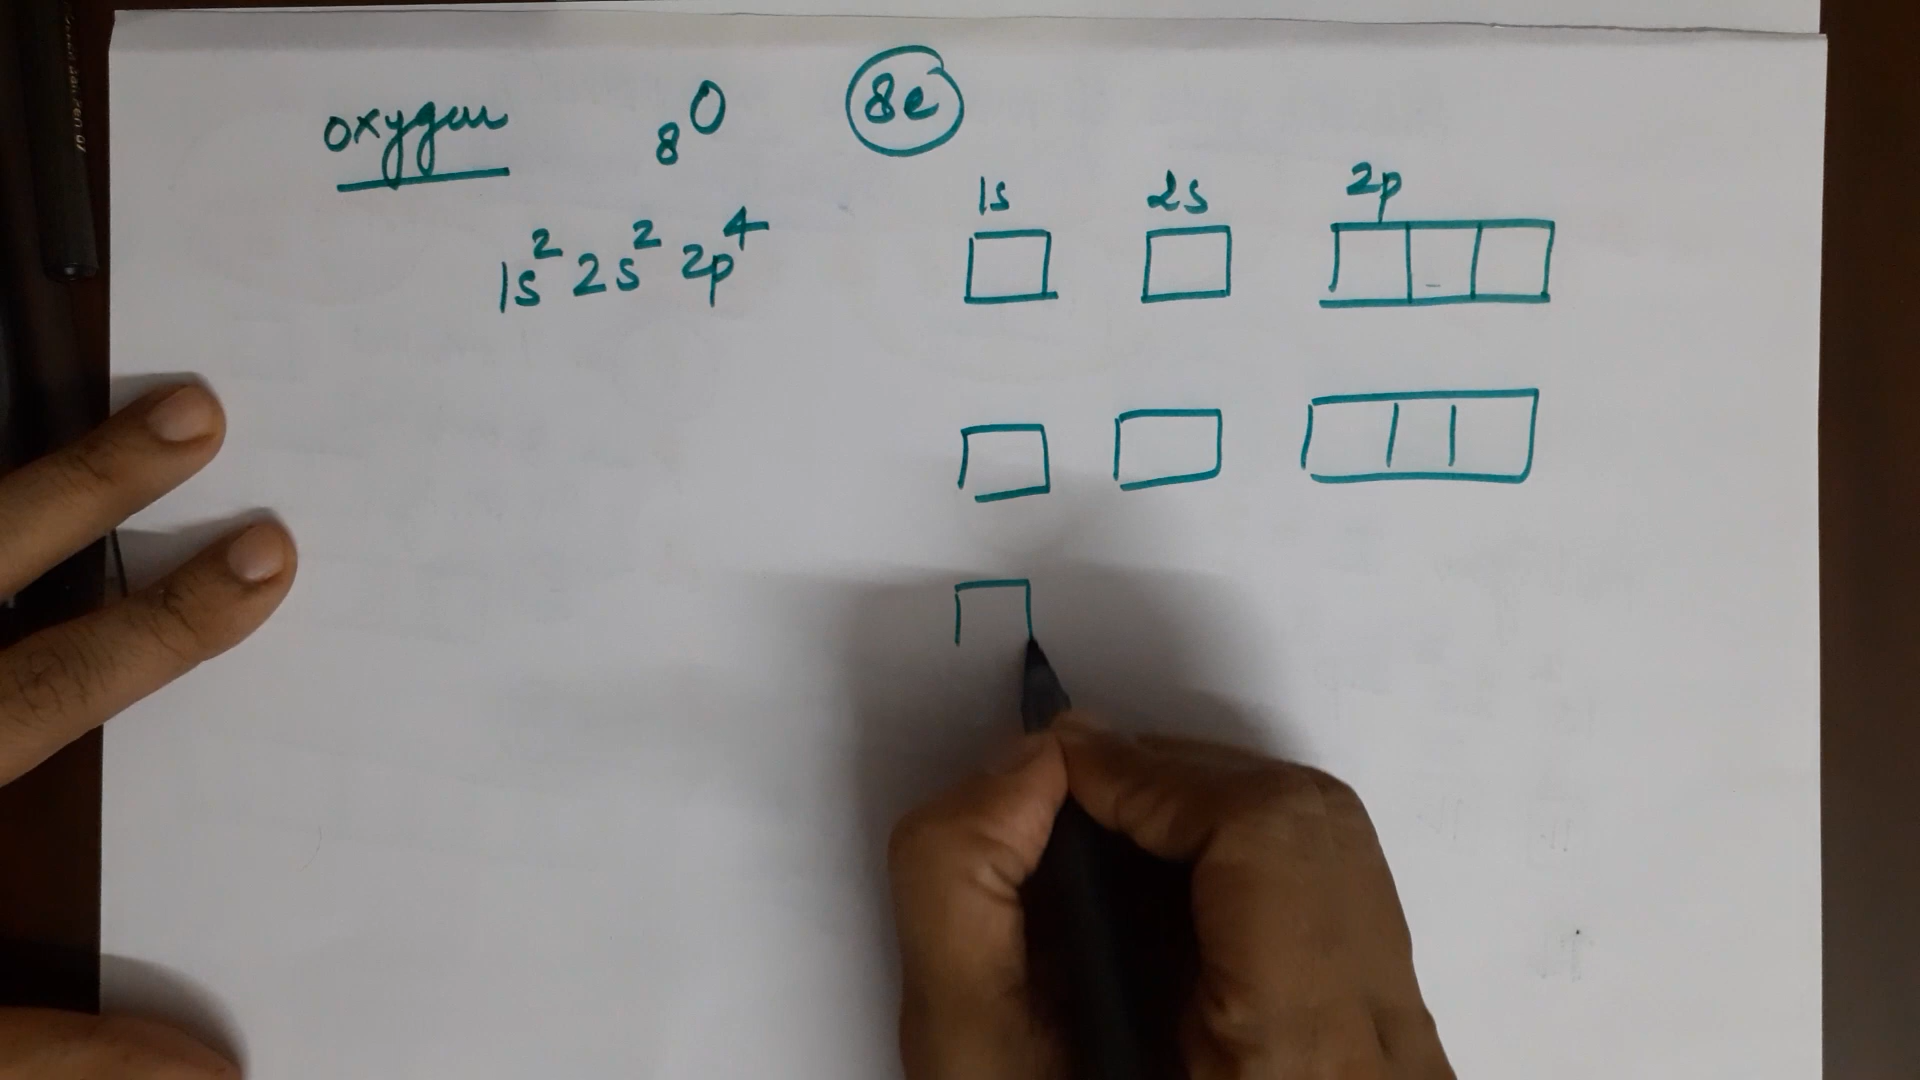 oxygen ₈O 8e
1s 2s 2p
1s² 2s² 2p⁴